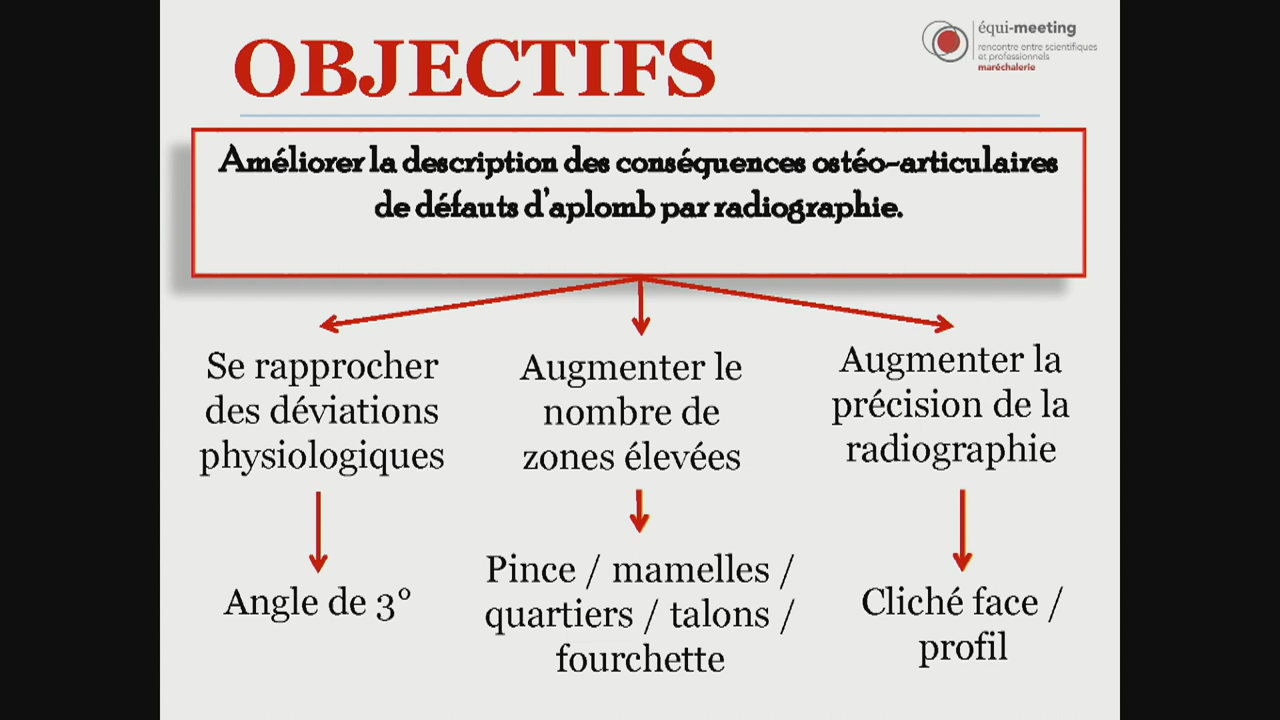 OBJECTIFS
équi-meeting
rencontre entre scientifiques
et professionnels
maréchalerie
Améliorer la description des conséquences ostéo-articulaires
de défauts d'aplomb par radiographie.
Se rapprocher
des déviations
physiologiques
Angle de 3°
Augmenter le
nombre de
zones élevées
Pince / mamelles /
quartiers / talons /
fourchette
Augmenter la
précision de la
radiographie
Cliché face /
profil